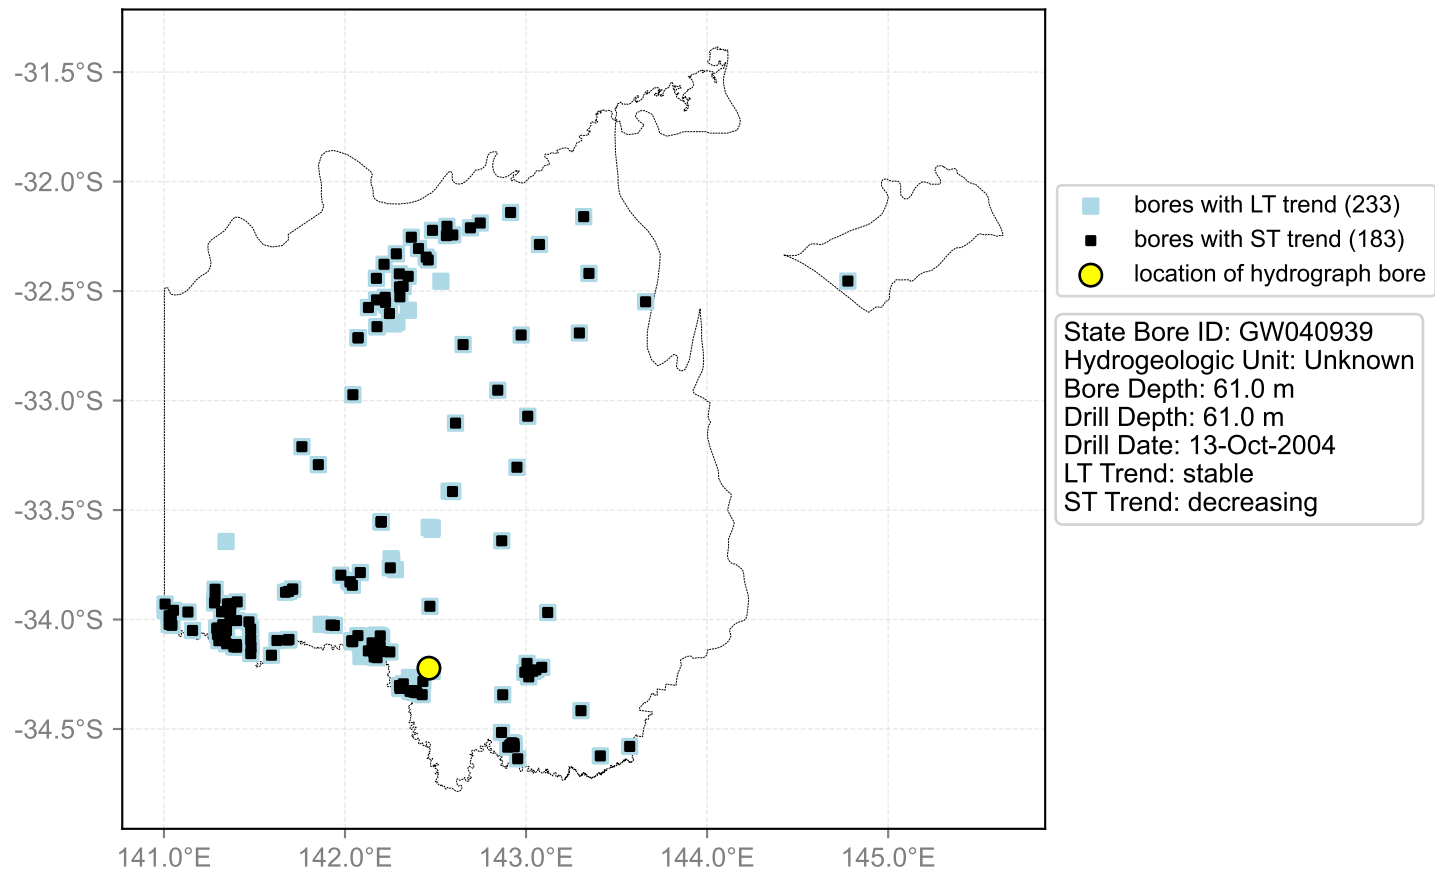 -31.5°S
-32.0°S
-32.5°S
-33.0°S
-33.5°S
-34.0°S
-34.5°S
141.0°E
142.0°E
143.0°E
144.0°E
145.0°E
bores with LT trend (233)
bores with ST trend (183)
location of hydrograph bore
State Bore ID: GW040939
Hydrogeologic Unit: Unknown
Bore Depth: 61.0 m
Drill Depth: 61.0 m
Drill Date: 13-Oct-2004
LT Trend: stable
ST Trend: decreasing